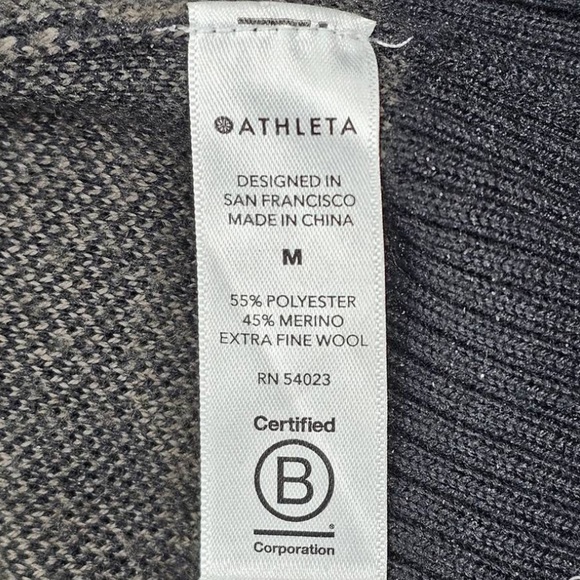 ATHLETA
DESIGNED IN
SAN FRANCISCO
MADE IN CHINA
M
55% POLYESTER
45% MERINO
EXTRA FINE WOOL
RN 54023
Certified
B
®
Corporation